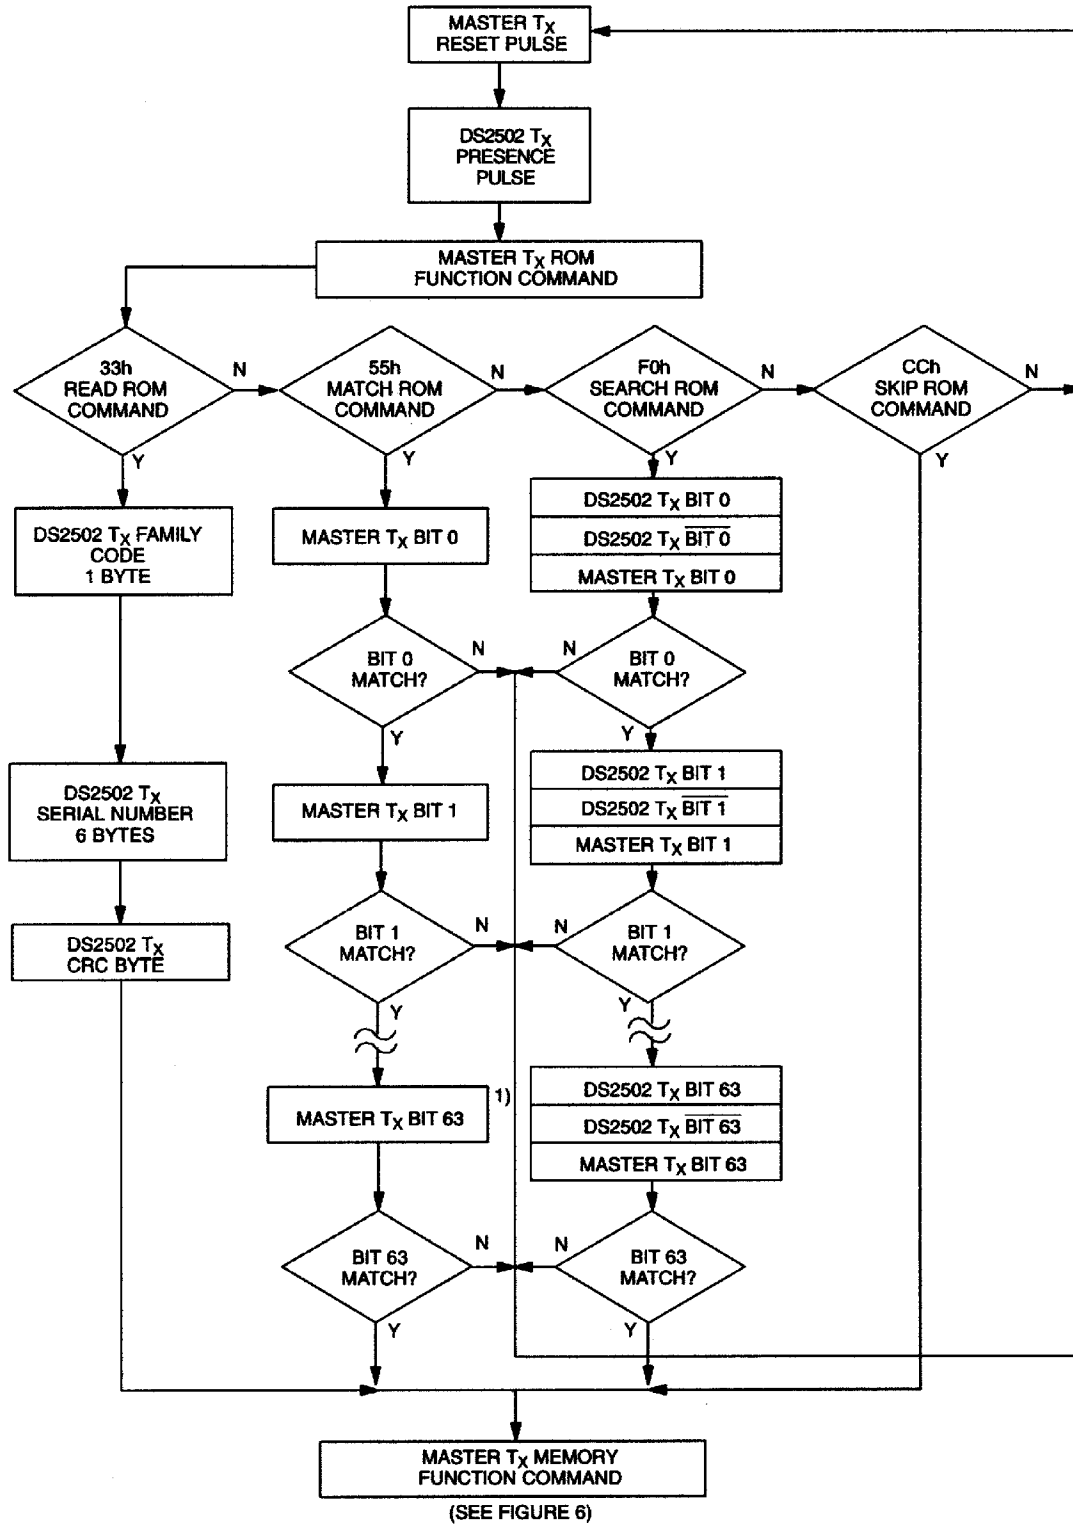 MASTER TX
RESET PULSE
DS2502 TX
PRESENCE
PULSE
MASTER TX ROM
FUNCTION COMMAND
33h
READ ROM
COMMAND
N
Y
55h
MATCH ROM
COMMAND
N
Y
F0h
SEARCH ROM
COMMAND
N
Y
CCh
SKIP ROM
COMMAND
N
Y
DS2502 TX FAMILY
CODE
1 BYTE
DS2502 TX
SERIAL NUMBER
6 BYTES
DS2502 TX
CRC BYTE
MASTER TX BIT 0
BIT 0
MATCH?
N
Y
MASTER TX BIT 1
BIT 1
MATCH?
N
Y
MASTER TX BIT 63
1)
BIT 63
MATCH?
N
Y
DS2502 TX BIT 0
DS2502 TX B̅I̅T̅ ̅0̅
MASTER TX BIT 0
BIT 0
MATCH?
N
Y
DS2502 TX BIT 1
DS2502 TX B̅I̅T̅ ̅1̅
MASTER TX BIT 1
BIT 1
MATCH?
N
Y
DS2502 TX BIT 63
DS2502 TX B̅I̅T̅ ̅6̅3̅
MASTER TX BIT 63
BIT 63
MATCH?
N
Y
MASTER TX MEMORY
FUNCTION COMMAND
(SEE FIGURE 6)